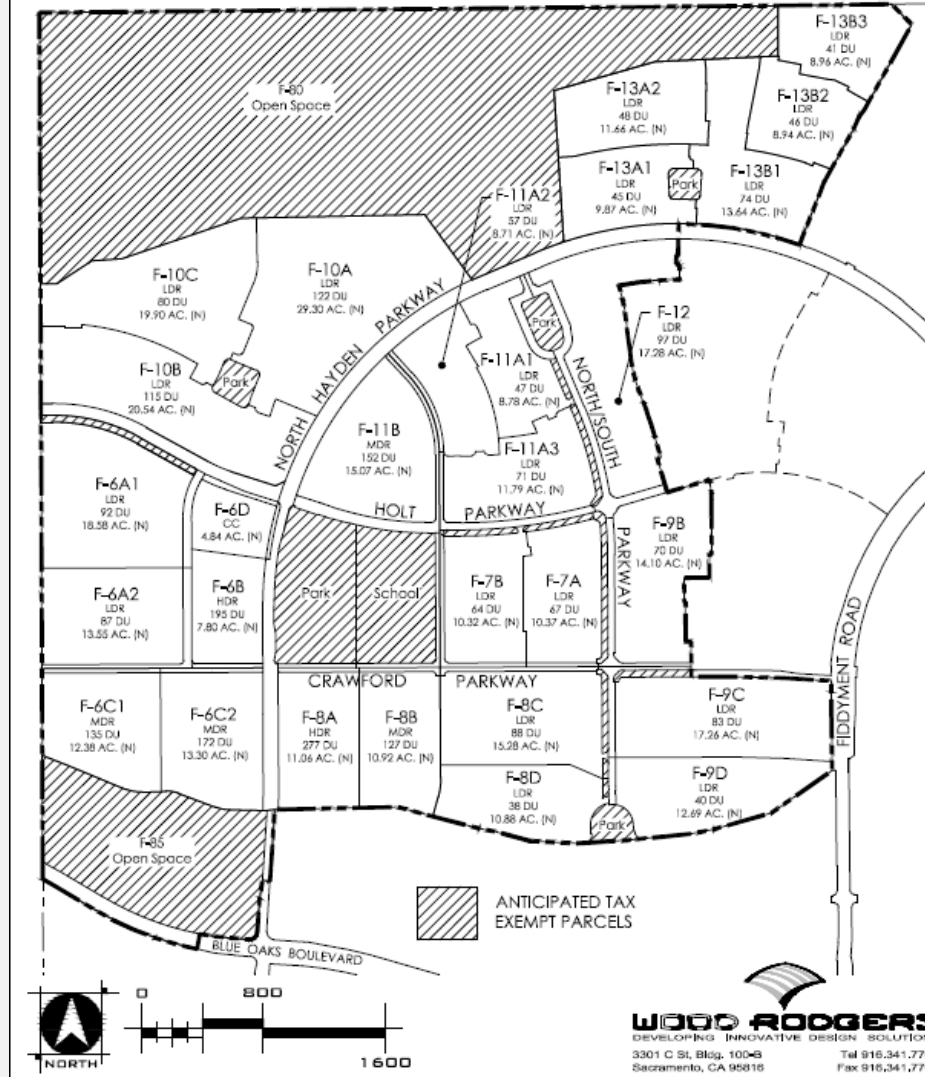 F-13B3
LDR
41 DU
8.96 AC. (N)
F-80
Open Space
F-13A2
LDR
48 DU
11.66 AC. (N)
F-13B2
LDR
46 DU
8.94 AC. (N)
F-13A1
LDR
45 DU
9.87 AC. (N)
Park
F-13B1
LDR
74 DU
13.64 AC. (N)
F-11A2
LDR
57 DU
8.71 AC. (N)
F-10C
LDR
80 DU
19.90 AC. (N)
F-10A
LDR
122 DU
29.30 AC. (N)
NORTH HAYDEN PARKWAY
Park
F-12
LDR
97 DU
17.28 AC. (N)
F-10B
LDR
115 DU
20.54 AC. (N)
Park
F-11A1
LDR
47 DU
8.78 AC. (N)
NORTH/SOUTH
PARKWAY
F-11B
MDR
152 DU
15.07 AC. (N)
F-11A3
LDR
71 DU
11.79 AC. (N)
HOLT PARKWAY
F-6A1
LDR
92 DU
18.58 AC. (N)
F-6D
CC
4.84 AC. (N)
F-9B
LDR
70 DU
14.10 AC. (N)
F-6A2
LDR
87 DU
13.55 AC. (N)
F-6B
HDR
195 DU
7.80 AC. (N)
Park
School
F-7B
LDR
64 DU
10.32 AC. (N)
F-7A
LDR
67 DU
10.37 AC. (N)
FIDDYMENT ROAD
CRAWFORD PARKWAY
F-6C1
MDR
135 DU
12.38 AC. (N)
F-6C2
MDR
172 DU
13.30 AC. (N)
F-8A
HDR
277 DU
11.06 AC. (N)
F-8B
MDR
127 DU
10.92 AC. (N)
F-8C
LDR
88 DU
15.28 AC. (N)
F-9C
LDR
83 DU
17.26 AC. (N)
F-8D
LDR
38 DU
10.88 AC. (N)
F-9D
LDR
40 DU
12.69 AC. (N)
Park
F-85
Open Space
ANTICIPATED TAX
EXEMPT PARCELS
BLUE OAKS BOULEVARD
NORTH
0 800
1600
WOOD RODGERS
DEVELOPING INNOVATIVE DESIGN SOLUTION
3301 C St, Bldg. 100-B Tel 916.341.77
Sacramento, CA 95816 Fax 916.341.77